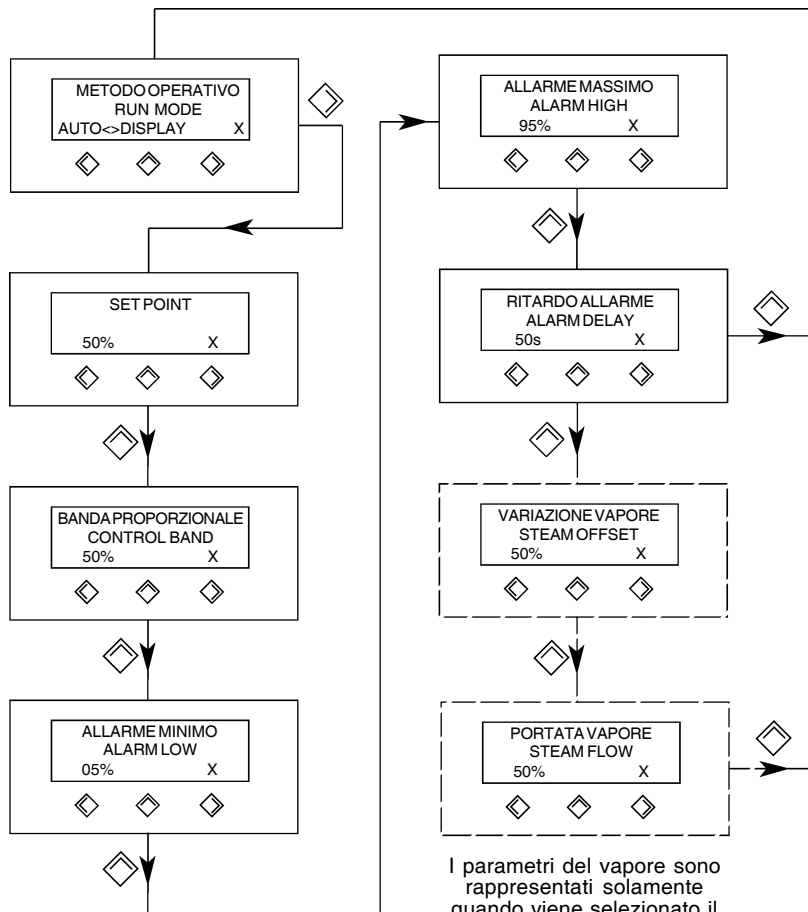 METODO OPERATIVO
RUN MODE
AUTO<>DISPLAY X
SET POINT
50% X
BANDA PROPORZIONALE
CONTROL BAND
50% X
ALLARME MINIMO
ALARM LOW
05% X
ALLARME MASSIMO
ALARM HIGH
95% X
RITARDO ALLARME
ALARM DELAY
50s X
VARIAZIONE VAPORE
STEAM OFFSET
50% X
PORTATA VAPORE
STEAM FLOW
50% X
I parametri del vapore sono
rappresentati solamente
quando viene selezionato il